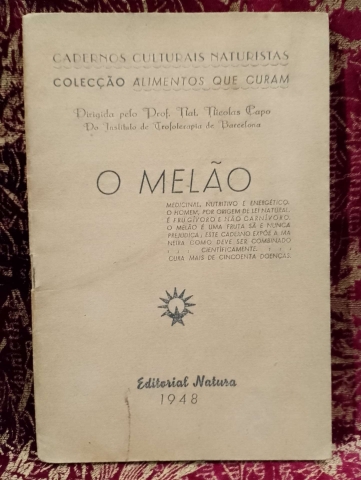 CADERNOS CULTURAIS NATURISTAS
COLECÇÃO ALIMENTOS QUE CURAM
Dirigida pelo Prof. Nat. Nicolas Capo
Do Instituto de Trofoterapia de Barcelona
O MELÃO
MEDICINAL, NUTRITIVO E ENERGÉTICO.
O HOMEM, POR ORIGEM DE LEI NATURAL,
É FRUGÍVORO E NÃO CARNÍVORO.
O MELÃO É UMA FRUTA SÃ E NUNCA
PREJUDICA; ESTE CADERNO EXPÕE A MA
NEIRA COMO DEVE SER COMBINADO
CIENTÍFICAMENTE.
CURA MAIS DE CINCOENTA DOENÇAS.
Editorial Natura
1948